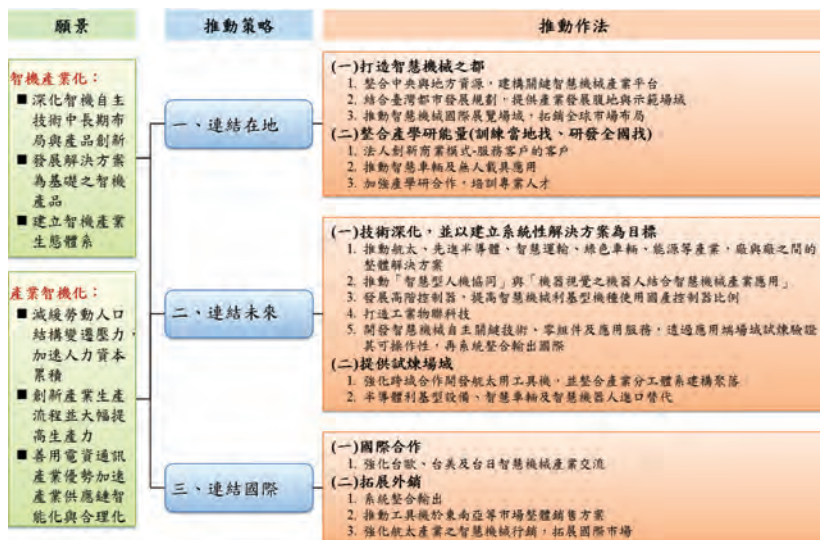 願景
智機產業化：
■ 深化智機自主
技術中長期布
局與產品創新
■ 發展解決方案
為基礎之智機
產品
■ 建立智機產業
生態體系
產業智機化：
■ 減緩勞動人口
結構變遷壓力，
加速人力資本
累積
■ 創新產業生產
流程並大幅提
高生產力
■ 善用電資通訊
產業優勢加速
產業供應鏈智
能化與合理化
推動策略
一、連結在地
二、連結未來
三、連結國際
推動作法
(一)打造智慧機械之都
1. 整合中央與地方資源，建構關鍵智慧機械產業平台
2. 結合臺灣都市發展規劃，提供產業發展腹地與示範場域
3. 推動智慧機械國際展覽場域，拓銷全球市場布局
(二)整合產學研能量(訓練當地找、研發全國找)
1. 法人創新商業模式-服務客戶的客戶
2. 推動智慧車輛及無人載具應用
3. 加強產學研合作，培訓專業人才
(一)技術深化，並以建立系統性解決方案為目標
1. 推動航太、先進半導體、智慧運輸、綠色車輛、能源等產業，廠與廠之間的
整體解決方案
2. 推動「智慧型人機協同」與「機器視覺之機器人結合智慧機械產業應用」
3. 發展高階控制器，提高智慧機械利基型機種使用國產控制器比例
4. 打造工業物聯科技
5. 開發智慧機械自主關鍵技術、零組件及應用服務，透過應用端場域試煉驗證
其可操作性，再系統整合輸出國際
(二)提供試煉場域
1. 強化跨域合作開發航太用工具機，並整合產業分工體系建構聚落
2. 半導體利基型設備、智慧車輛及智慧機器人進口替代
(一)國際合作
1. 強化台歐、台美及台日智慧機械產業交流
(二)拓展外銷
1. 系統整合輸出
2. 推動工具機於東南亞等市場整體銷售方案
3. 強化航太產業之智慧機械行銷，拓展國際市場